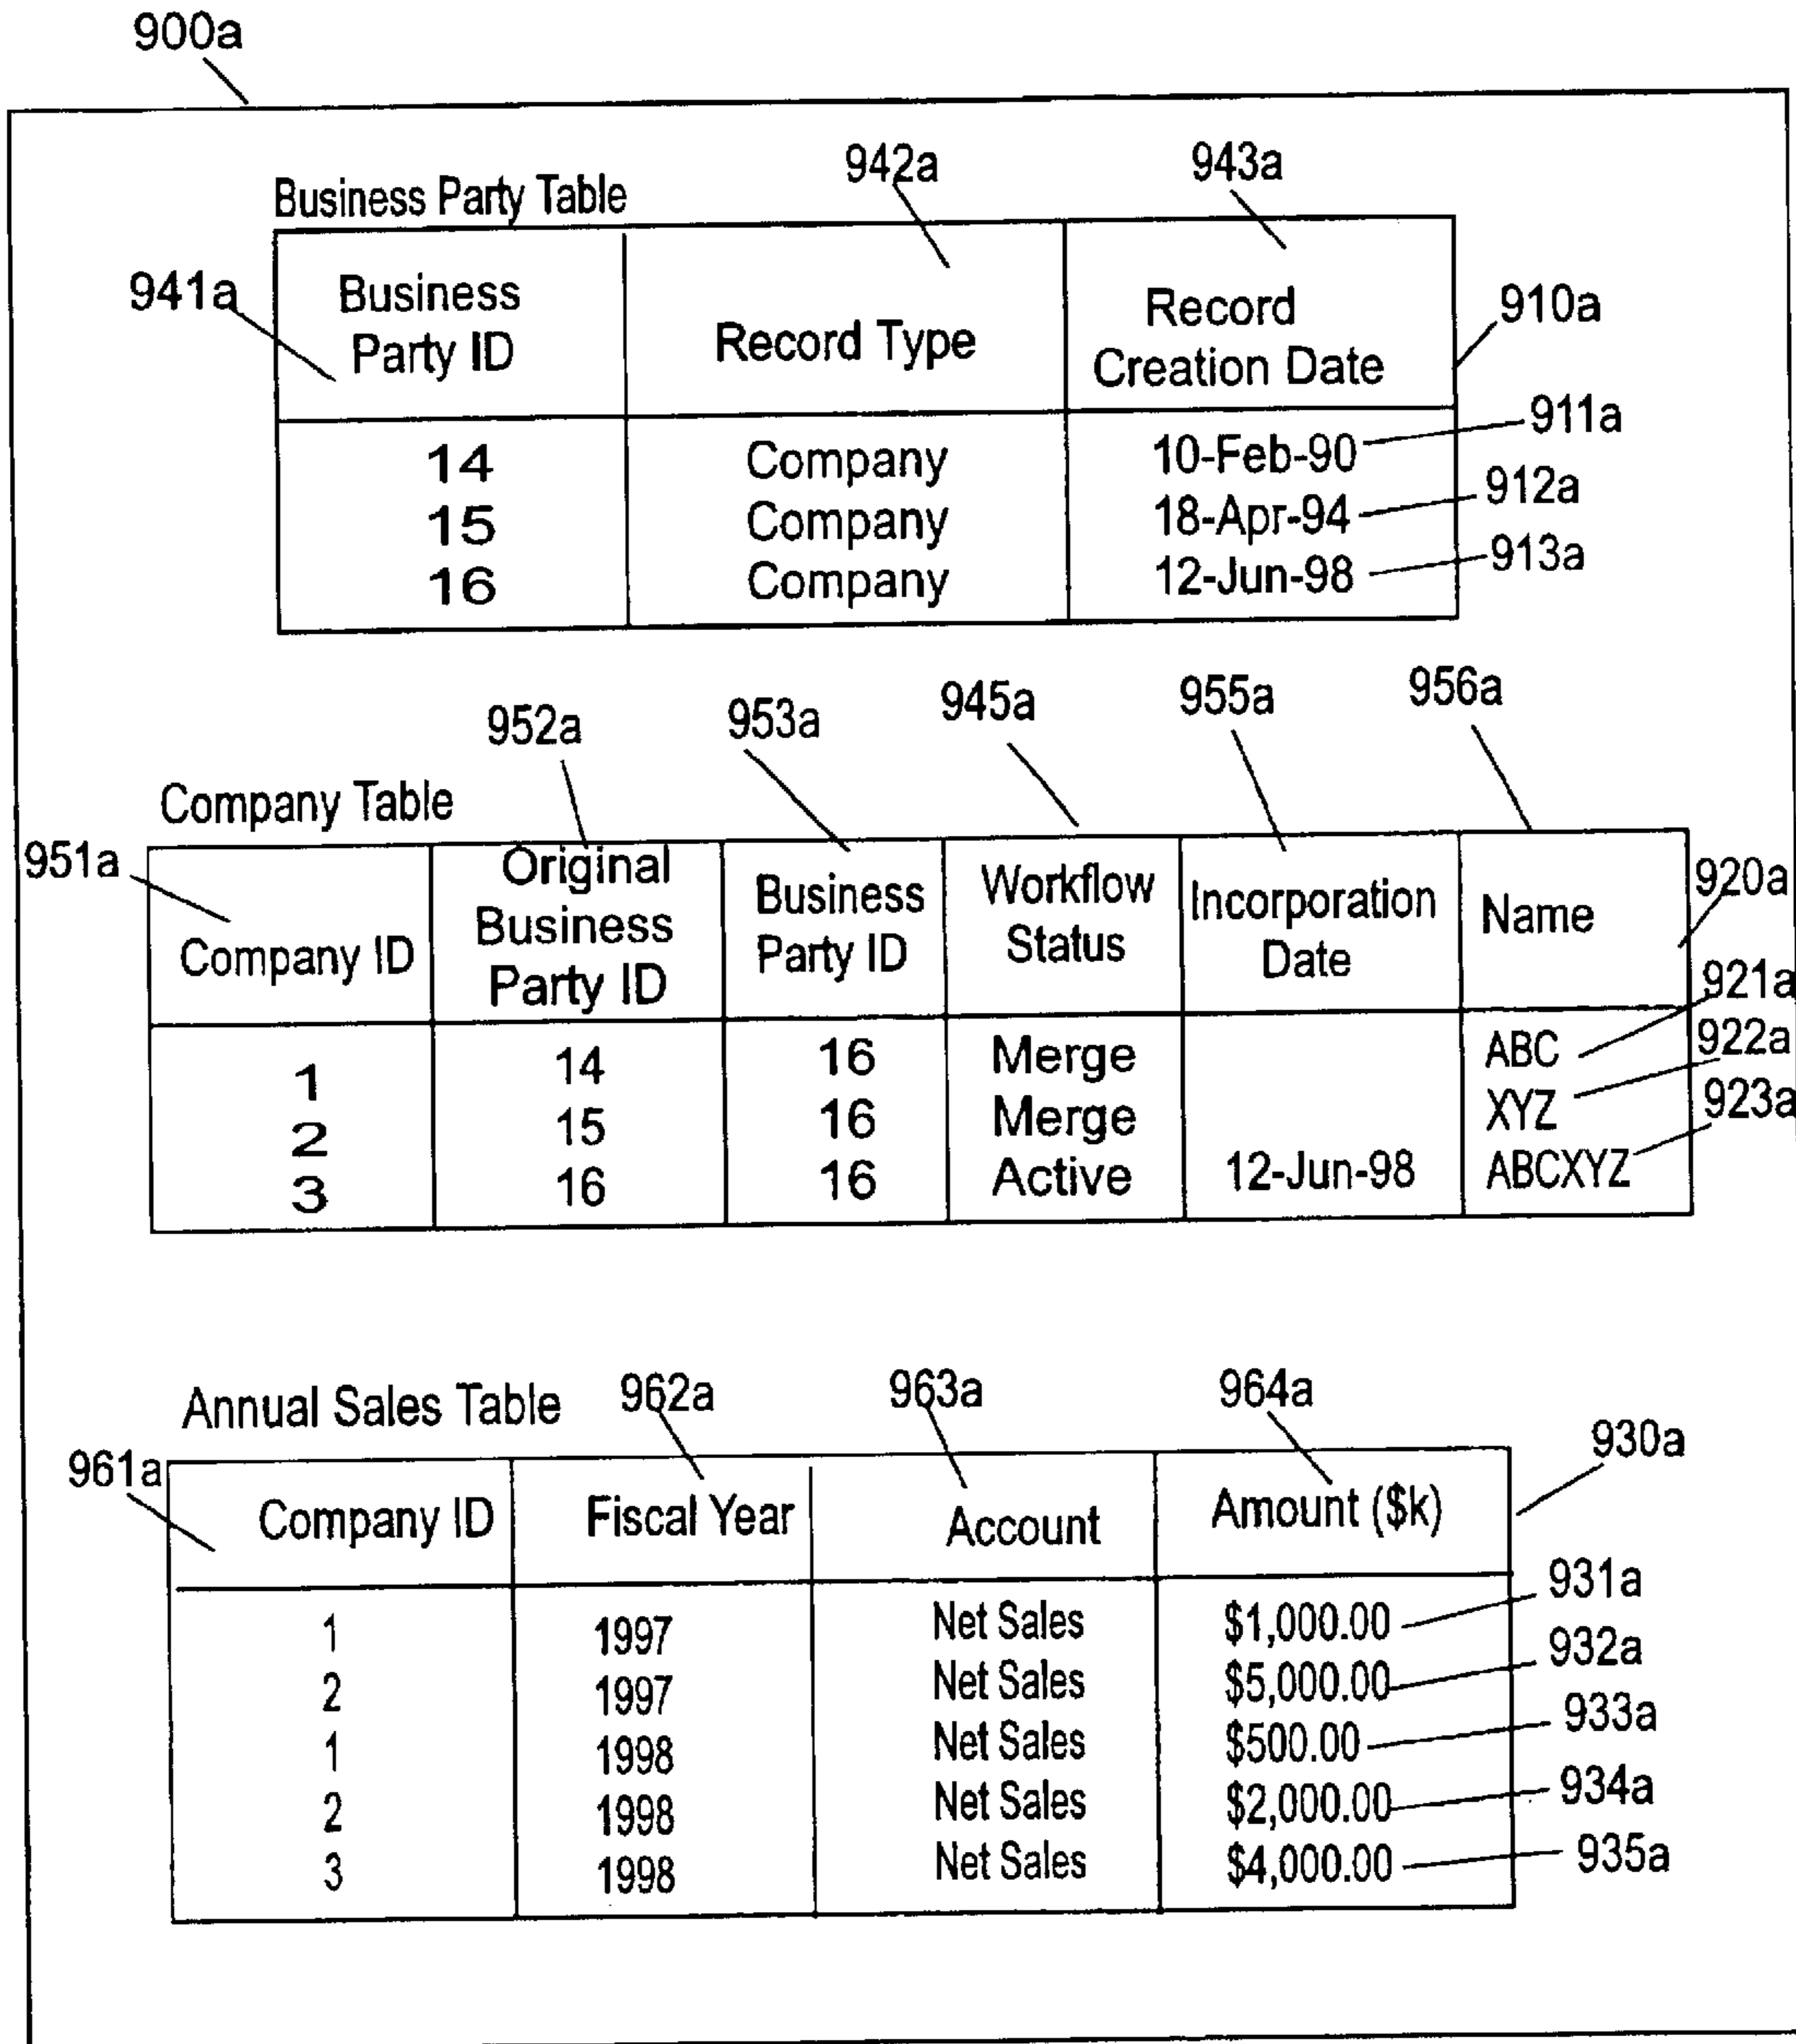 900a
942a
943a
Business Party Table
941a
Business
Party ID
Record Type
Record
Creation Date
910a
14 Company 10-Feb-90 911a
15 Company 18-Apr-94 912a
16 Company 12-Jun-98 913a
952a
953a
945a
955a
956a
Company Table
951a
Company ID
Original
Business
Party ID
Business
Party ID
Workflow
Status
Incorporation
Date
Name
920a
1 14 16 Merge ABC 921a
2 15 16 Merge XYZ 922a
3 16 16 Active 12-Jun-98 ABCXYZ 923a
Annual Sales Table
962a
963a
964a
961a
930a
Company ID Fiscal Year Account Amount ($k)
1 1997 Net Sales $1,000.00 931a
2 1997 Net Sales $5,000.00 932a
1 1998 Net Sales $500.00 933a
2 1998 Net Sales $2,000.00 934a
3 1998 Net Sales $4,000.00 935a